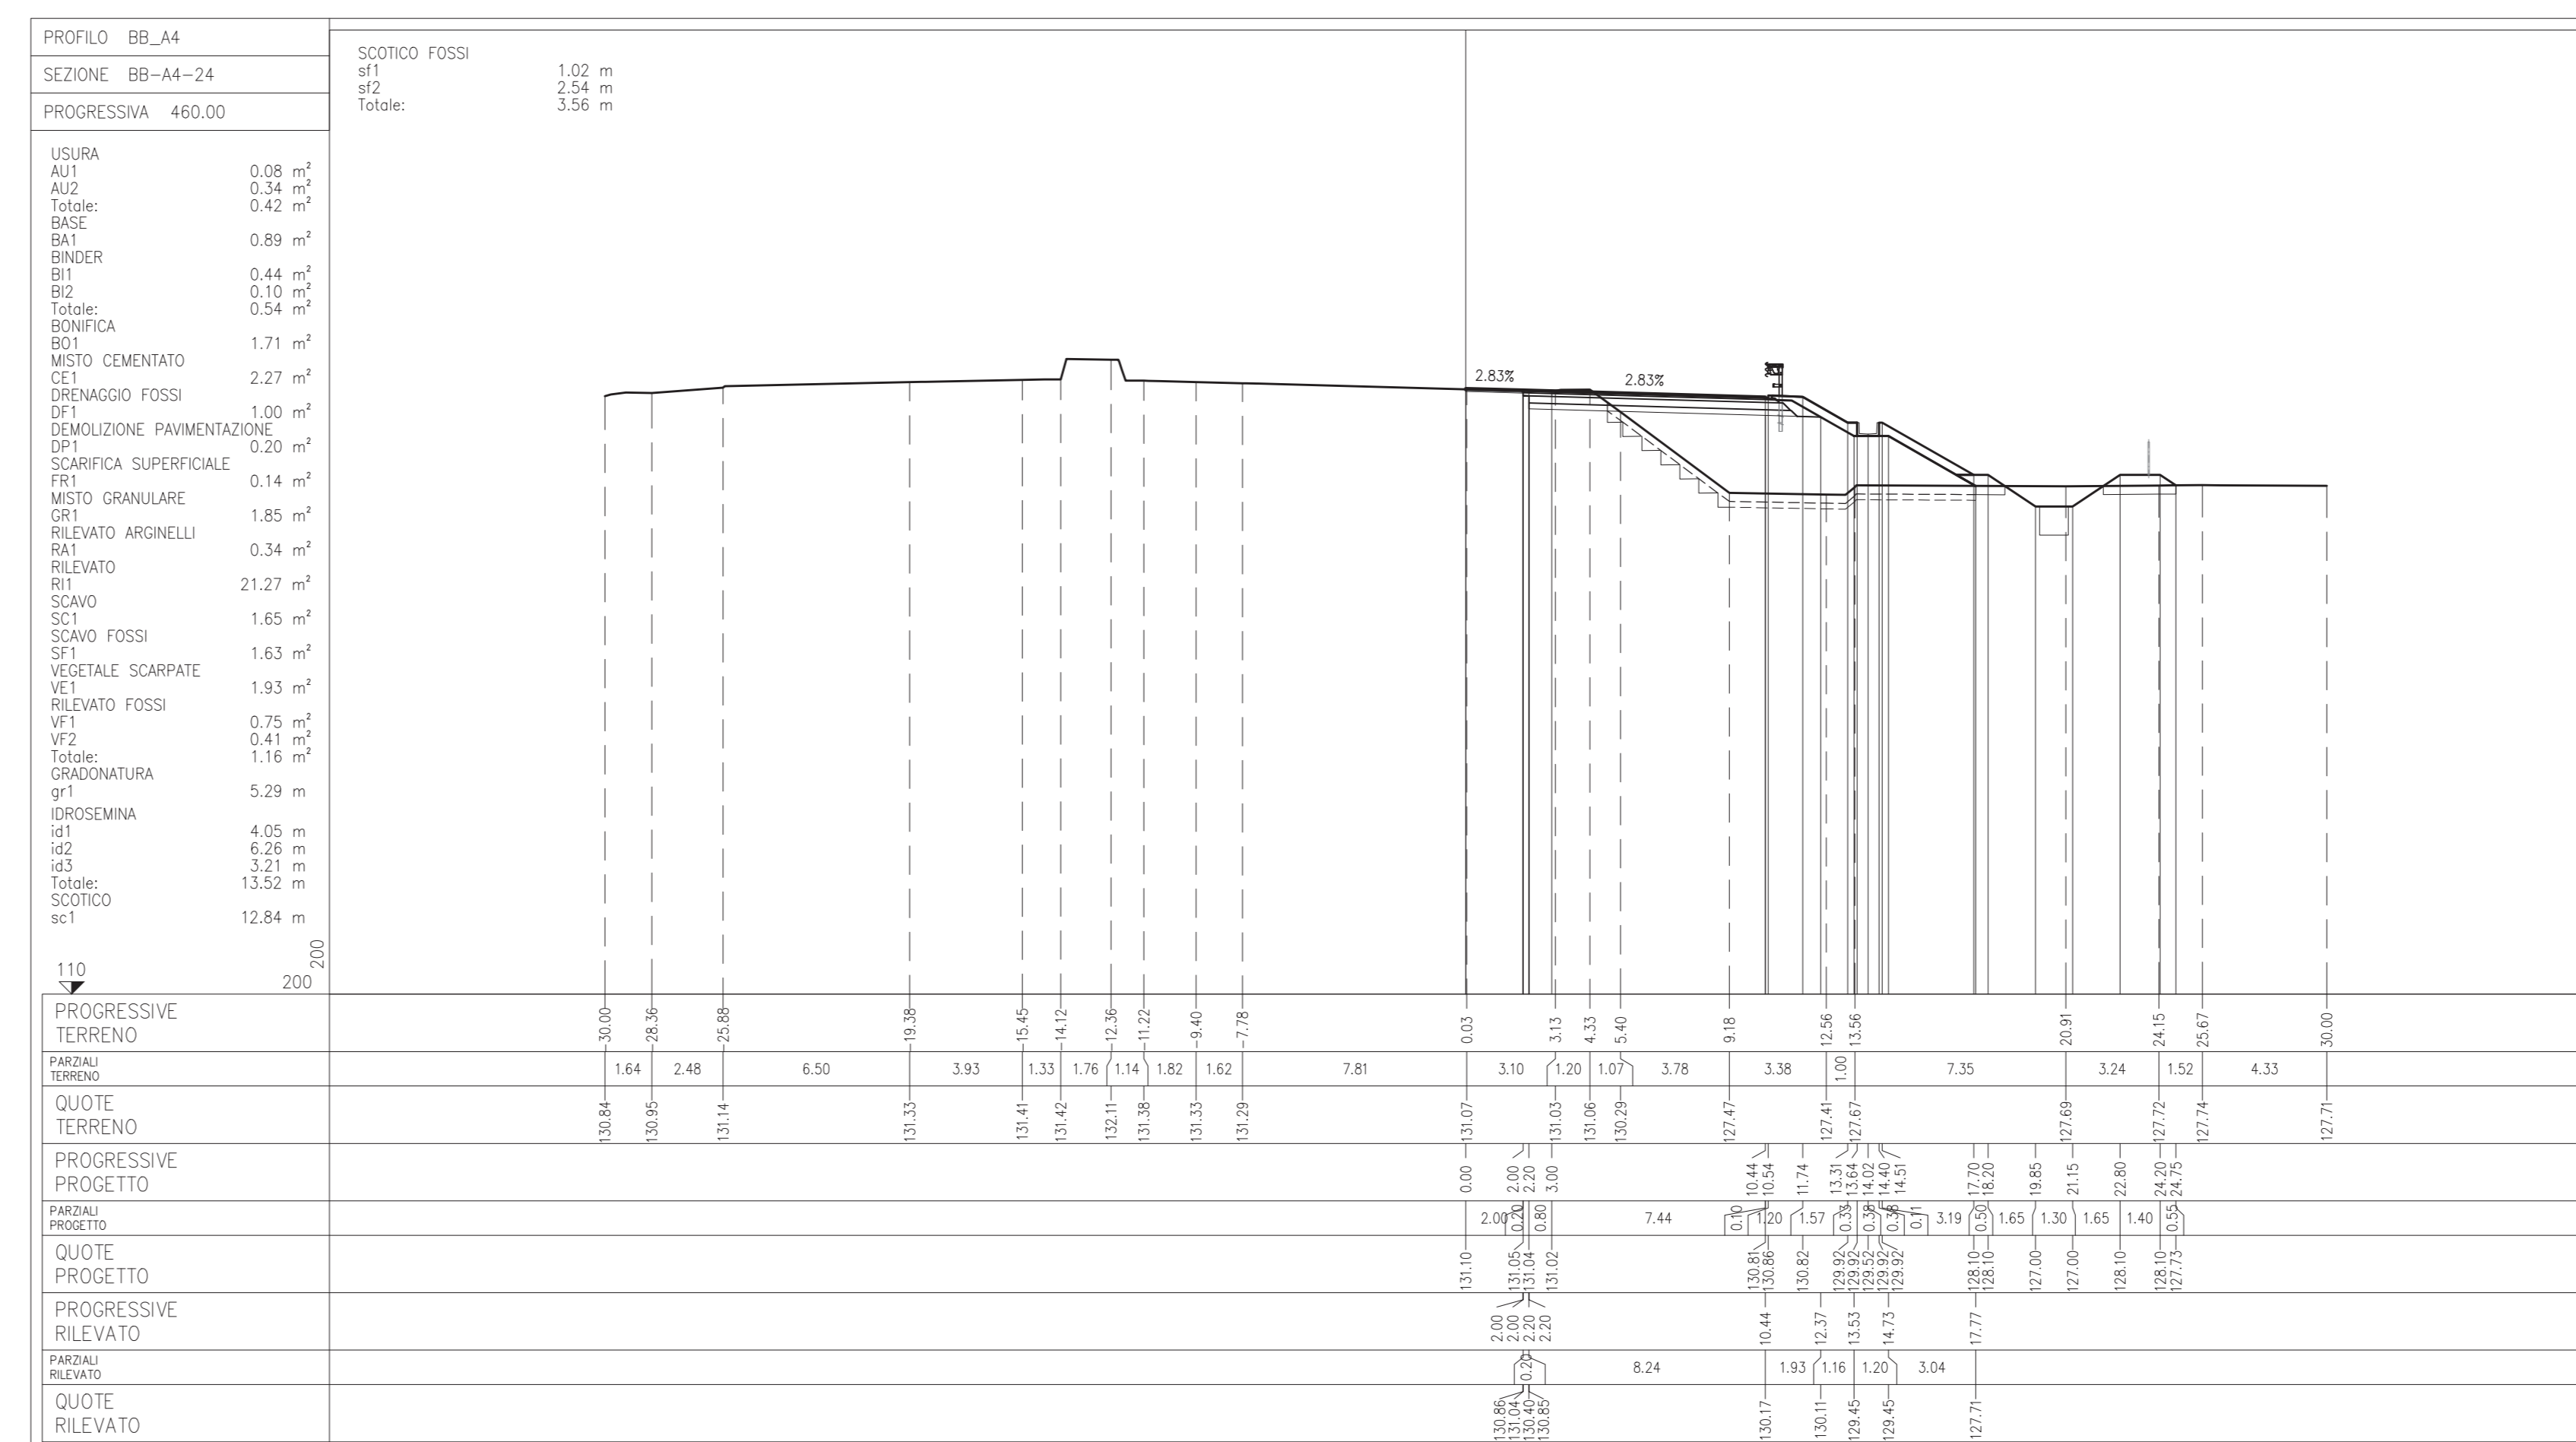 PROFILO BB_A4
SEZIONE BB-A4-24
PROGRESSIVA 460.00
SCOTICO FOSSI
sf1 1.02 m
sf2 2.54 m
Totale: 3.56 m
USURA
AU1 0.08 m²
AU2 0.34 m²
Totale: 0.42 m²
BASE
BA1 0.89 m²
BINDER
BI1 0.44 m²
BI2 0.10 m²
Totale: 0.54 m²
BONIFICA
BO1 1.71 m²
MISTO CEMENTATO
CE1 2.27 m²
DRENAGGIO FOSSI
DF1 1.00 m²
DEMOLIZIONE PAVIMENTAZIONE
DP1 0.20 m²
SCARIFICA SUPERFICIALE
FR1 0.14 m²
MISTO GRANULARE
GR1 1.85 m²
RILEVATO ARGINELLI
RA1 0.34 m²
RILEVATO
RI1 21.27 m²
SCAVO
SC1 1.65 m²
SCAVO FOSSI
SF1 1.63 m²
VEGETALE SCARPATE
VE1 1.93 m²
RILEVATO FOSSI
VF1 0.75 m²
VF2 0.41 m²
Totale: 1.16 m²
GRADONATURA
gr1 5.29 m
IDROSEMINA
id1 4.05 m
id2 6.26 m
id3 3.21 m
Totale: 13.52 m
SCOTICO
sc1 12.84 m
200
110 200
2.83% 2.83%
PROGRESSIVE
TERRENO
-30.00 -28.36 -25.88 -19.38 -15.45 -14.12 -12.36 -11.22 -9.40 -7.78 0.03 3.13 4.33 5.40 9.18 12.56 13.56 20.91 24.15 25.67 30.00
PARZIALI
TERRENO
1.64 2.48 6.50 3.93 1.33 1.76 1.14 1.82 1.62 7.81 3.10 1.20 1.07 3.78 3.38 1.00 7.35 3.24 1.52 4.33
QUOTE
TERRENO
130.84 130.95 131.14 131.33 131.41 131.42 132.11 131.38 131.33 131.29 131.07 131.03 131.06 130.29 127.47 127.41 127.67 127.69 127.72 127.74 127.71
PROGRESSIVE
PROGETTO
0.00 2.00 2.20 3.00 10.44 10.54 11.74 13.31 13.64 14.02 14.40 14.51 17.70 18.20 19.85 21.15 22.80 24.20 24.75
PARZIALI
PROGETTO
2.00 0.20 0.80 7.44 0.10 1.20 1.57 0.33 0.38 0.38 0.11 3.19 0.50 1.65 1.30 1.65 1.40 0.55
QUOTE
PROGETTO
131.10 131.05 131.04 131.02 130.81 130.86 130.82 129.92 129.92 129.52 129.92 129.92 128.10 128.10 127.00 127.00 128.10 128.10 127.73
PROGRESSIVE
RILEVATO
2.00 2.00 2.20 2.20 10.44 12.37 13.53 14.73 17.77
PARZIALI
RILEVATO
0.20 8.24 1.93 1.16 1.20 3.04
QUOTE
RILEVATO
130.86 131.04 130.40 130.85 130.17 130.11 129.45 129.45 127.71